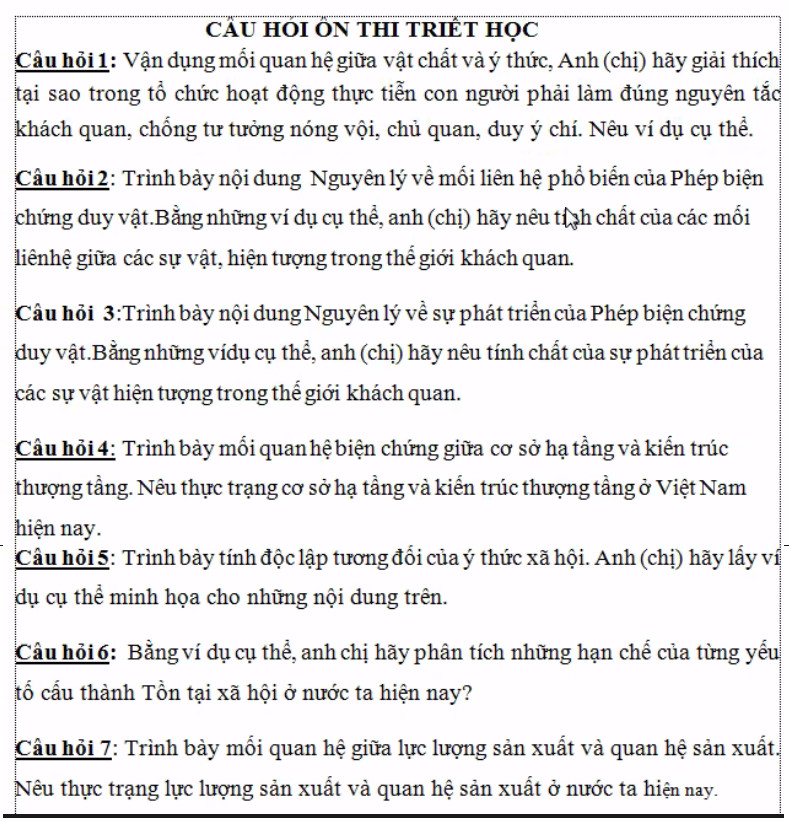 CÂU HỎI ÔN THI TRIẾT HỌC
Câu hỏi 1: Vận dụng mối quan hệ giữa vật chất và ý thức, Anh (chị) hãy giải thích
tại sao trong tổ chức hoạt động thực tiễn con người phải làm đúng nguyên tắc
khách quan, chống tư tưởng nóng vội, chủ quan, duy ý chí. Nêu ví dụ cụ thể.
Câu hỏi 2: Trình bày nội dung Nguyên lý về mối liên hệ phổ biến của Phép biện
chứng duy vật.Bằng những ví dụ cụ thể, anh (chị) hãy nêu tính chất của các mối
liênhệ giữa các sự vật, hiện tượng trong thế giới khách quan.
Câu hỏi 3:Trình bày nội dung Nguyên lý về sự phát triển của Phép biện chứng
duy vật.Bằng những vídụ cụ thể, anh (chị) hãy nêu tính chất của sự phát triển của
các sự vật hiện tượng trong thế giới khách quan.
Câu hỏi 4: Trình bày mối quan hệ biện chứng giữa cơ sở hạ tầng và kiến trúc
thượng tầng. Nêu thực trạng cơ sở hạ tầng và kiến trúc thượng tầng ở Việt Nam
hiện nay.
Câu hỏi 5: Trình bày tính độc lập tương đối của ý thức xã hội. Anh (chị) hãy lấy ví
dụ cụ thể minh họa cho những nội dung trên.
Câu hỏi 6: Bằng ví dụ cụ thể, anh chị hãy phân tích những hạn chế của từng yếu
tố cấu thành Tồn tại xã hội ở nước ta hiện nay?
Câu hỏi 7: Trình bày mối quan hệ giữa lực lượng sản xuất và quan hệ sản xuất.
Nêu thực trạng lực lượng sản xuất và quan hệ sản xuất ở nước ta hiện nay.